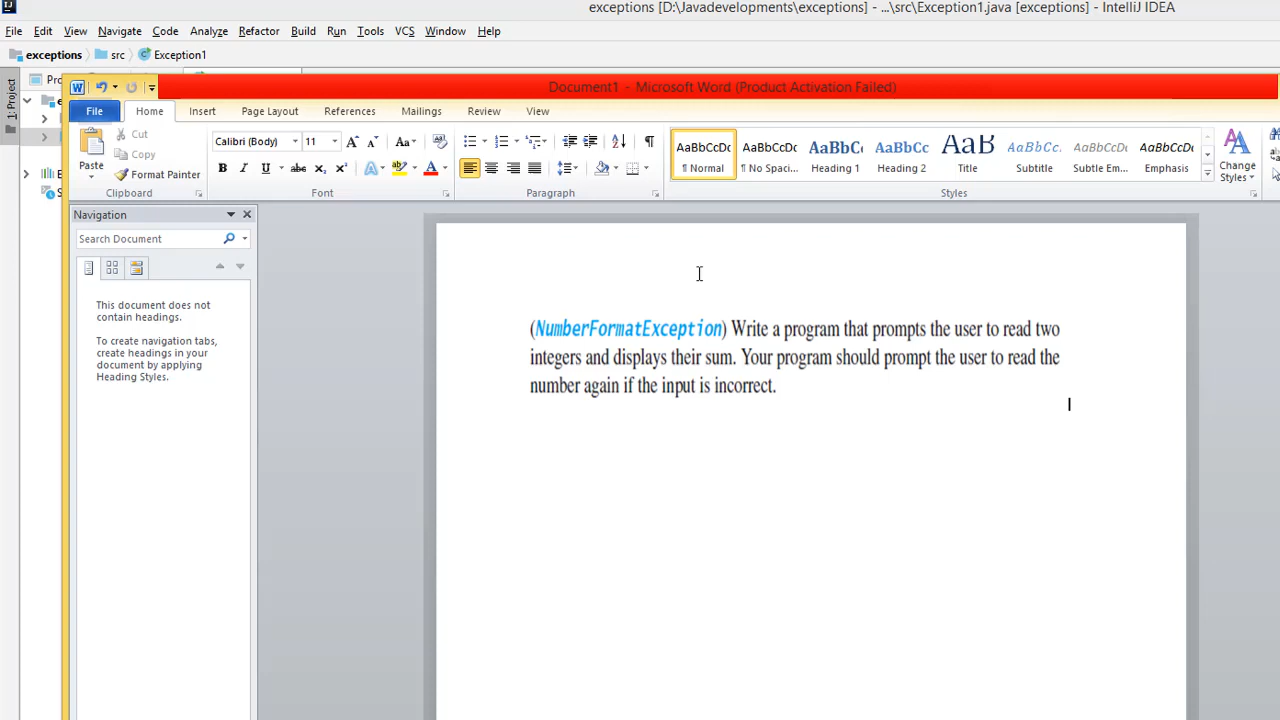 exceptions [D:\Javadevelopments\exceptions] - ...\src\Exception1.java [exceptions] - IntelliJ IDEA
File Edit View Navigate Code Analyze Refactor Build Run Tools VCS Window Help
exceptions src Exception1
1: Project
Document1 - Microsoft Word (Product Activation Failed)
File Home Insert Page Layout References Mailings Review View
Paste Cut Copy Format Painter
Calibri (Body) 11
AaBbCcDc AaBbCcDc AaBbC AaBbCc AaB AaBbCc. AaBbCcDc AaBbCcDc
¶ Normal ¶ No Spaci... Heading 1 Heading 2 Title Subtitle Subtle Em... Emphasis
Change Styles
Clipboard Font Paragraph Styles
Navigation
Search Document
This document does not
contain headings.
To create navigation tabs,
create headings in your
document by applying
Heading Styles.
(NumberFormatException) Write a program that prompts the user to read two
integers and displays their sum. Your program should prompt the user to read the
number again if the input is incorrect.